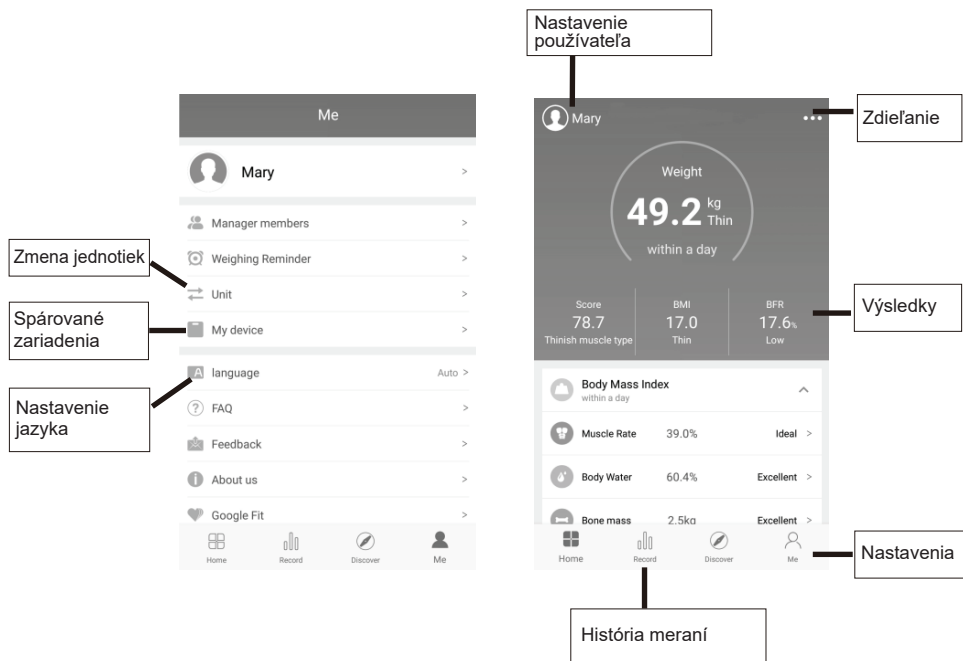 Nastavenie
používateľa
Me
Mary
Manager members
Weighing Reminder
Unit
My device
language Auto
FAQ
Feedback
About us
Google Fit
Home Record Discover Me
Zmena jednotiek
Spárované
zariadenia
Nastavenie
jazyka
Mary
Zdieľanie
Weight
49.2 kg
Thin
within a day
Score BMI BFR
78.7 17.0 17.6%
Thinish muscle type Thin Low
Výsledky
Body Mass Index
within a day
Muscle Rate 39.0% Ideal
Body Water 60.4% Excellent
Bone mass 2.5kg Excellent
Home Record Discover Me
Nastavenia
História meraní